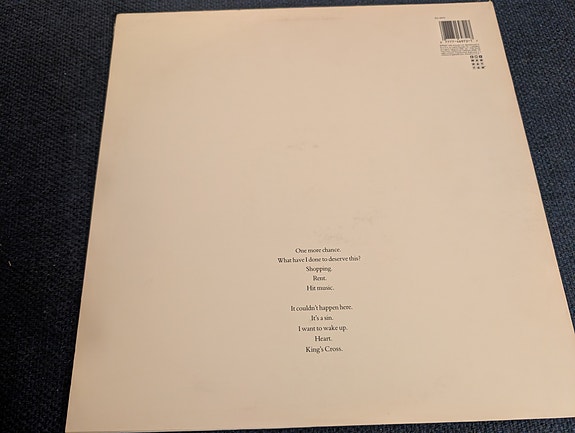 One more chance.
What have I done to deserve this?
Shopping.
Rent.
Hit music.
It couldn't happen here.
It's a sin.
I want to wake up.
Heart.
King's Cross.